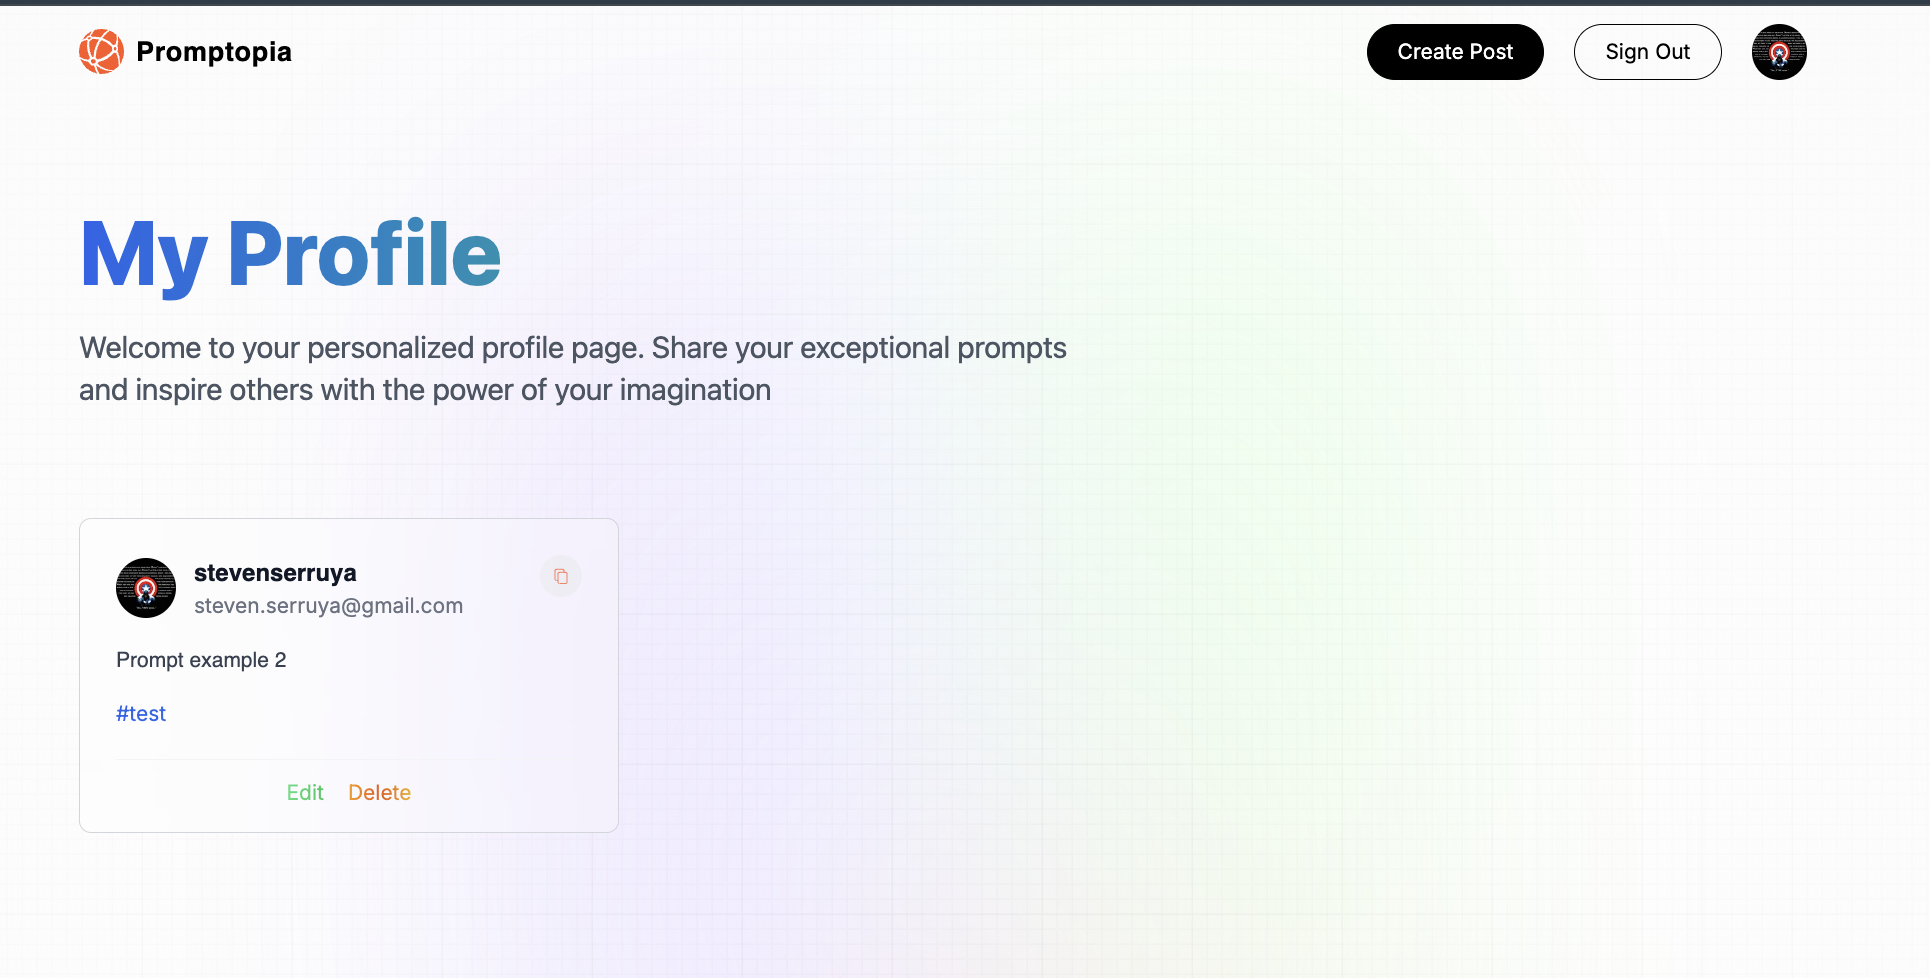 Promptopia
Create Post
Sign Out
My Profile
Welcome to your personalized profile page. Share your exceptional prompts
and inspire others with the power of your imagination
stevenserruya
steven.serruya@gmail.com
Prompt example 2
#test
Edit
Delete